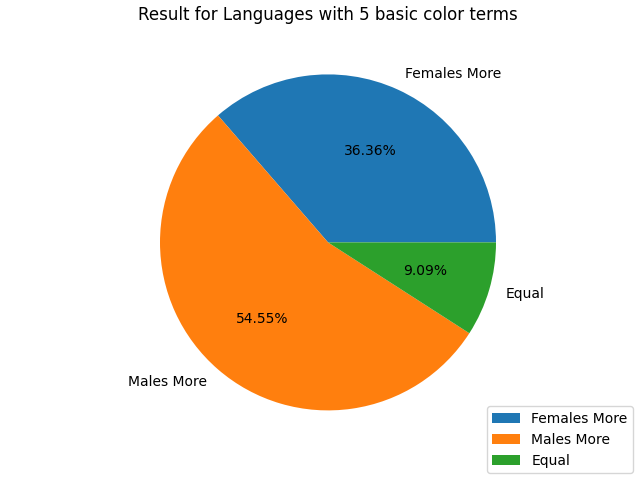 Result for Languages with 5 basic color terms
Females More
36.36%
9.09%
Equal
54.55%
Males More
Females More
Males More
Equal